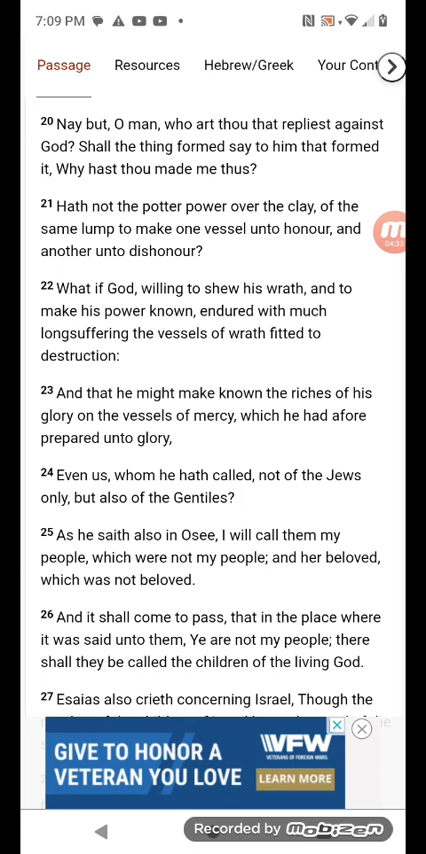 7:09 PM
Passage Resources Hebrew/Greek Your Cont
20 Nay but, O man, who art thou that repliest against
God? Shall the thing formed say to him that formed
it, Why hast thou made me thus?
21 Hath not the potter power over the clay, of the
same lump to make one vessel unto honour, and
another unto dishonour?
m
04:33
22 What if God, willing to shew his wrath, and to
make his power known, endured with much
longsuffering the vessels of wrath fitted to
destruction:
23 And that he might make known the riches of his
glory on the vessels of mercy, which he had afore
prepared unto glory,
24 Even us, whom he hath called, not of the Jews
only, but also of the Gentiles?
25 As he saith also in Osee, I will call them my
people, which were not my people; and her beloved,
which was not beloved.
26 And it shall come to pass, that in the place where
it was said unto them, Ye are not my people; there
shall they be called the children of the living God.
27 Esaias also crieth concerning Israel, Though the
GIVE TO HONOR A
VETERAN YOU LOVE
VFW
VETERANS OF FOREIGN WARS.
LEARN MORE
Recorded by mobizen